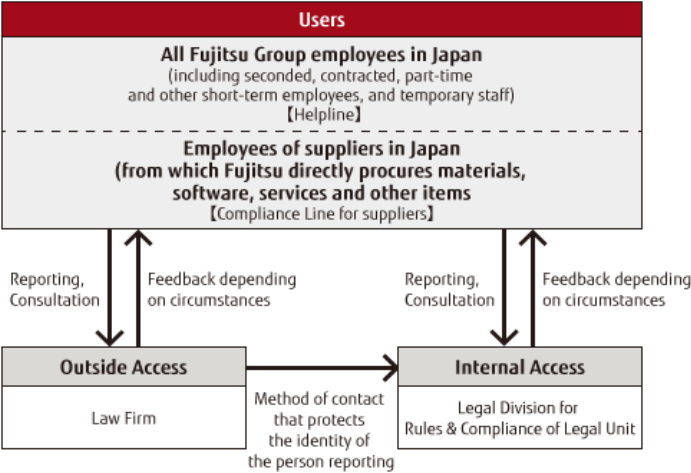 Users
All Fujitsu Group employees in Japan
(including seconded, contracted, part-time
and other short-term employees, and temporary staff)
【Helpline】
Employees of suppliers in Japan
(from which Fujitsu directly procures materials,
software, services and other items
【Compliance Line for suppliers】
Reporting,
Consultation
Feedback depending
on circumstances
Reporting,
Consultation
Feedback depending
on circumstances
Outside Access
Law Firm
Method of contact
that protects
the identity of
the person reporting
Internal Access
Legal Division for
Rules & Compliance of Legal Unit